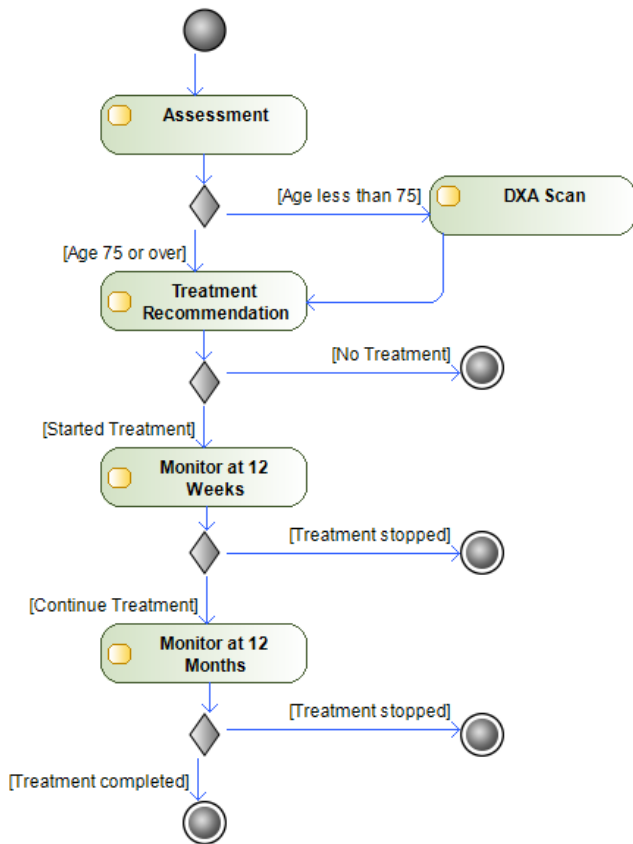 Assessment
[Age less than 75]
DXA Scan
[Age 75 or over]
Treatment
Recommendation
[No Treatment]
[Started Treatment]
Monitor at 12
Weeks
[Treatment stopped]
[Continue Treatment]
Monitor at 12
Months
[Treatment stopped]
[Treatment completed]